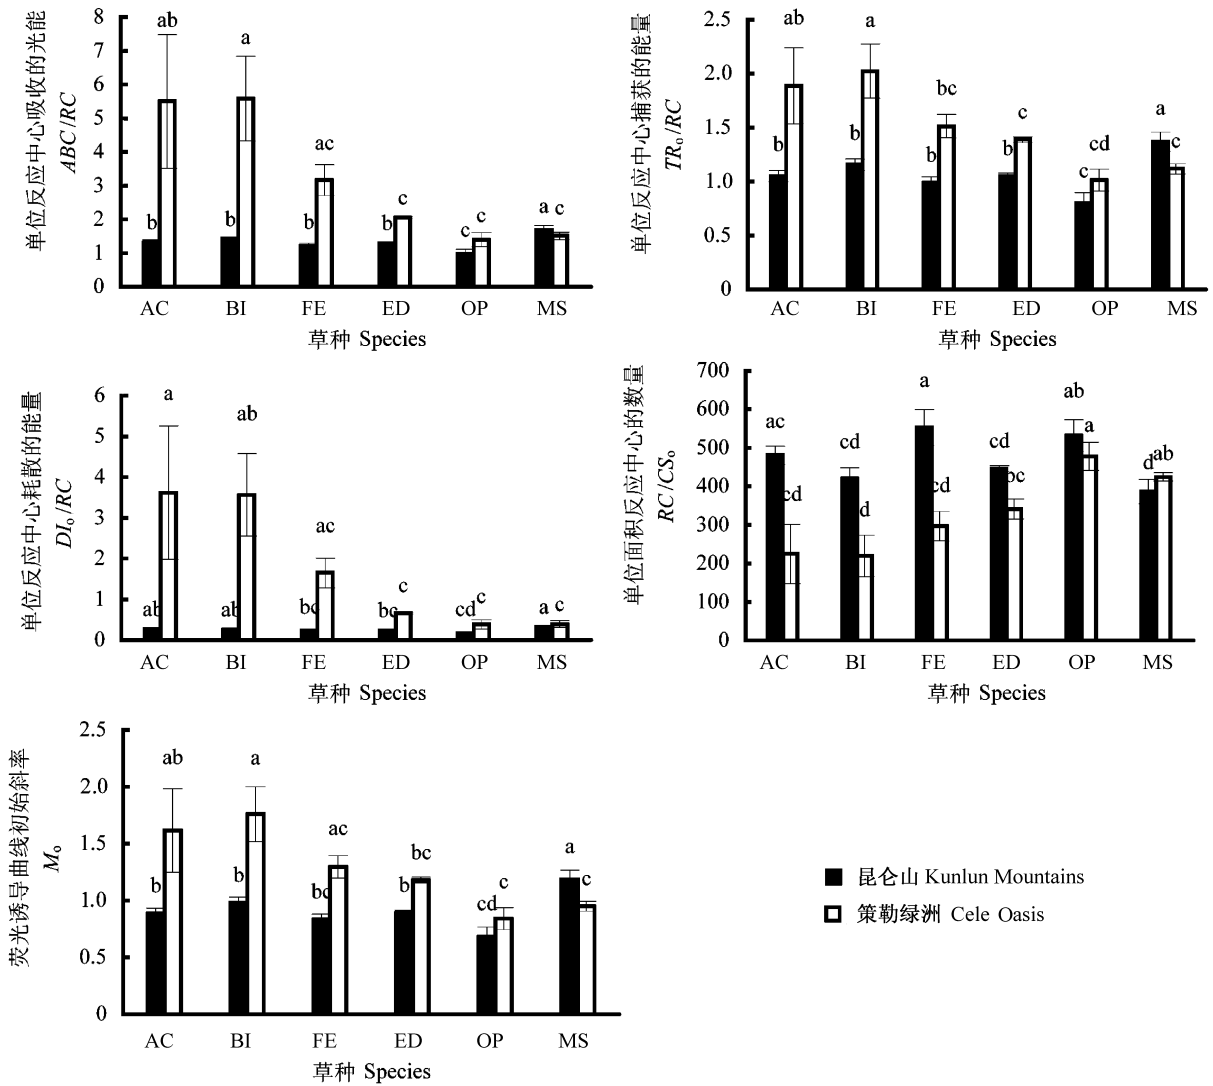 单位反应中心吸收的光能
ABC/RC
8
7
6
5
4
3
2
1
0
ab
a
ac
c
c
c
b
b
b
b
c
a
AC BI FE ED OP MS
草种 Species
单位反应中心捕获的能量
TRo/RC
2.5
2.0
1.5
1.0
0.5
0
ab
a
bc
c
cd
c
b
b
b
b
c
a
AC BI FE ED OP MS
草种 Species
单位反应中心耗散的能量
DIo/RC
6
5
4
3
2
1
0
a
ab
ac
c
c
c
ab
ab
bc
bc
cd
a
AC BI FE ED OP MS
草种 Species
单位面积反应中心的数量
RC/CSo
700
600
500
400
300
200
100
0
ac
cd
a
cd
ab
d
cd
d
cd
bc
a
ab
AC BI FE ED OP MS
草种 Species
荧光诱导曲线初始斜率
Mo
2.5
2.0
1.5
1.0
0.5
0
ab
a
ac
bc
c
c
b
b
bc
b
cd
a
AC BI FE ED OP MS
草种 Species
昆仑山 Kunlun Mountains
策勒绿洲 Cele Oasis